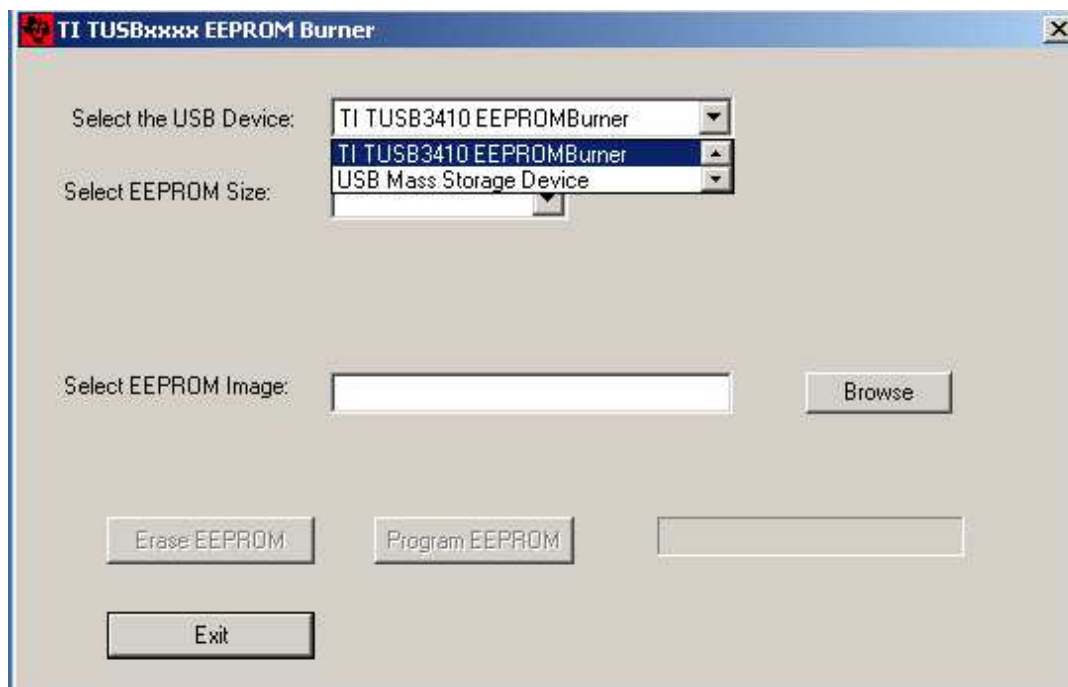 TI TUSBxxxx EEPROM Burner
Select the USB Device:
TI TUSB3410 EEPROMBurner
TI TUSB3410 EEPROMBurner
USB Mass Storage Device
Select EEPROM Size:
Select EEPROM Image:
Browse
Erase EEPROM
Program EEPROM
Exit